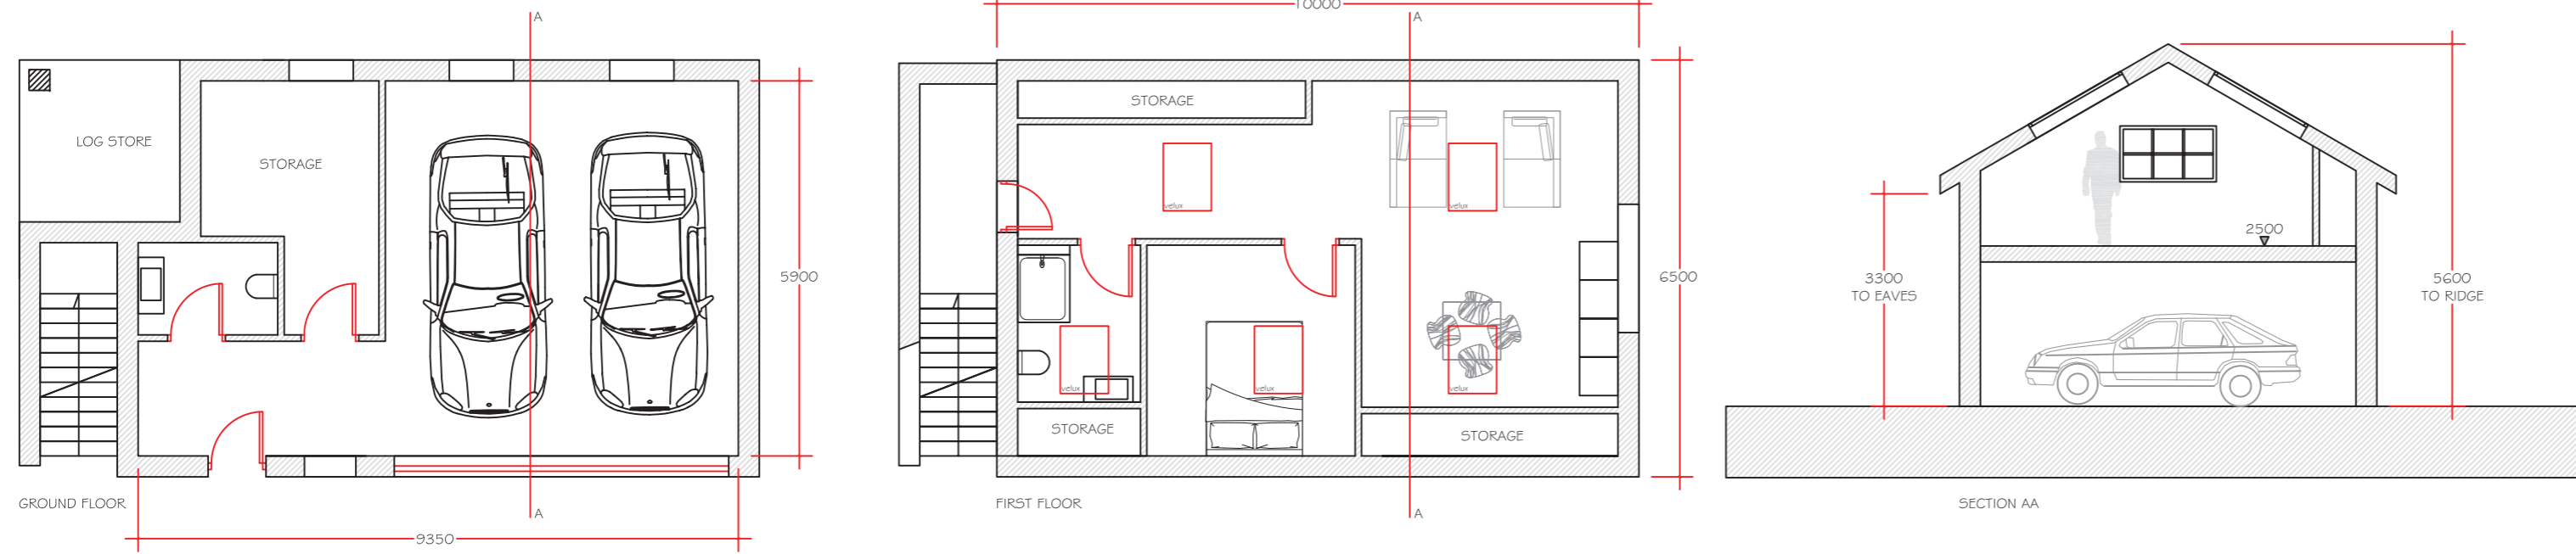 A
LOG STORE
STORAGE
5900
A
GROUND FLOOR
9350
10000
A
STORAGE
velux
velux
6500
velux
velux
velux
STORAGE
STORAGE
A
FIRST FLOOR
2500
3300
TO EAVES
5600
TO RIDGE
SECTION AA